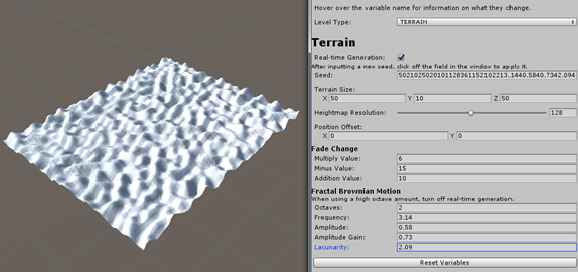 Hover over the variable name for information on what they change.
Level Type: TERRAIN
Terrain
Real-time Generation:
After inputting a new seed, click off the field in the window to apply it.
Seed: 502102502010112836115210​2213.1440.5840.7342.094
Terrain Size:
X 50 Y 10 Z 50
Heightmap Resolution: 128
Position Offset:
X 0 Y 0
Fade Change
Multiply Value: 6
Minus Value: 15
Addition Value: 10
Fractal Brownian Motion
When using a high octave amount, turn off real-time generation.
Octaves: 2
Frequency: 3.14
Amplitude: 0.58
Amplitude Gain: 0.73
Lacunarity: 2.09
Reset Variables